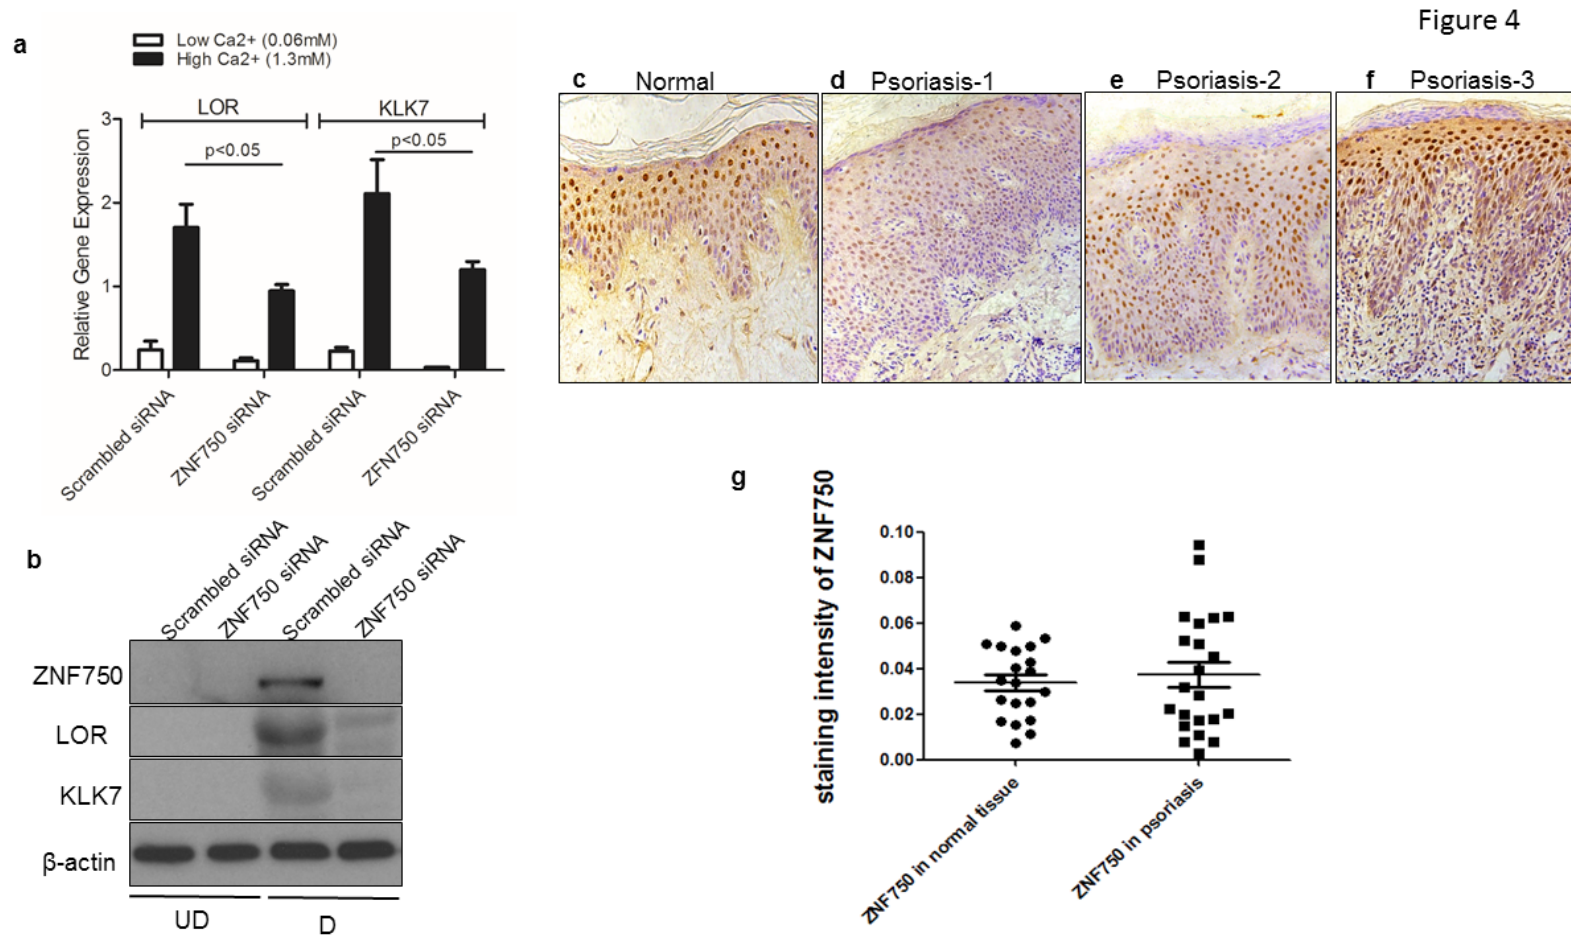 Figure 4
a
Low Ca2+ (0.06mM)
High Ca2+ (1.3mM)
LOR
KLK7
p<0.05
p<0.05
Relative Gene Expression
3
2
1
0
Scrambled siRNA
ZNF750 siRNA
Scrambled siRNA
ZFN750 siRNA
b
Scrambled siRNA
ZNF750 siRNA
Scrambled siRNA
ZNF750 siRNA
ZNF750
LOR
KLK7
β-actin
UD
D
c Normal
d Psoriasis-1
e Psoriasis-2
f Psoriasis-3
g
staining intensity of ZNF750
0.10
0.08
0.06
0.04
0.02
0.00
ZNF750 in normal tissue
ZNF750 in psoriasis